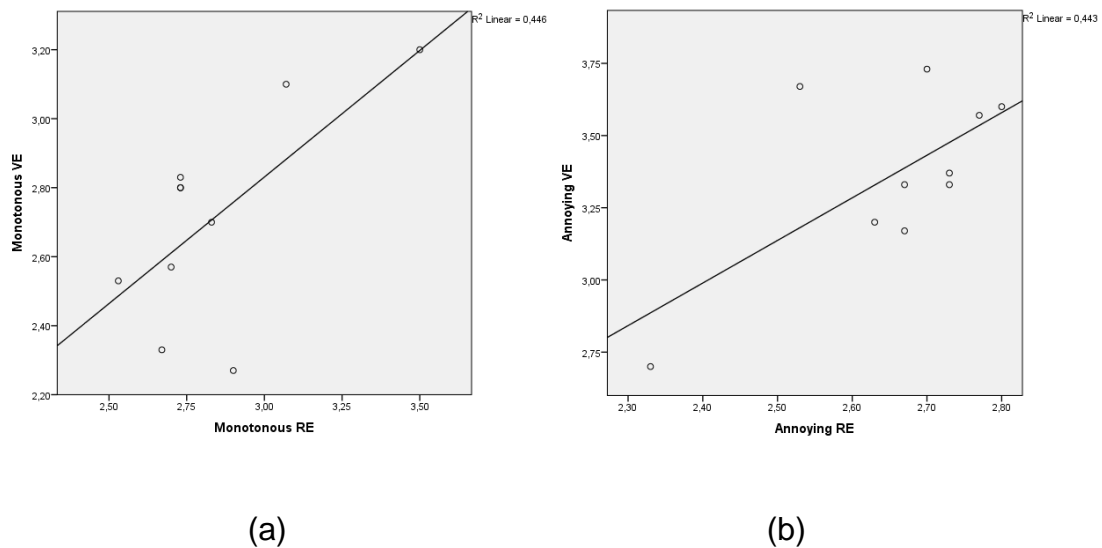 R² Linear = 0,446
3,20
3,00
2,80
2,60
2,40
2,20
Monotonous VE
2,50 2,75 3,00 3,25 3,50
Monotonous RE
(a)
R² Linear = 0,443
3,75
3,50
3,25
3,00
2,75
Annoying VE
2,30 2,40 2,50 2,60 2,70 2,80
Annoying RE
(b)